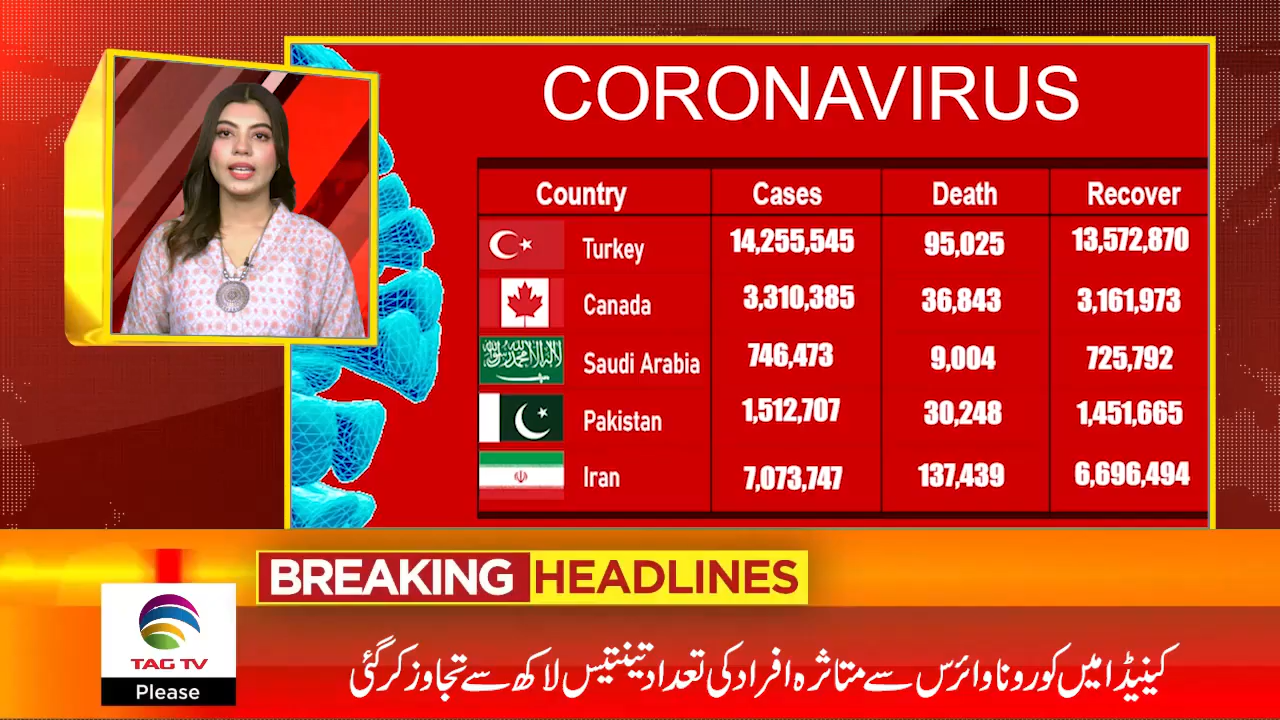 CORONAVIRUS
Country Cases Death Recover
Turkey 14,255,545 95,025 13,572,870
Canada 3,310,385 36,843 3,161,973
Saudi Arabia 746,473 9,004 725,792
Pakistan 1,512,707 30,248 1,451,665
Iran 7,073,747 137,439 6,696,494
BREAKING HEADLINES
TAG TV
Please
کینیڈا میں کورونا وائرس سے متاثرہ افراد کی تعداد تینتیس لاکھ سے تجاوز کر گئی